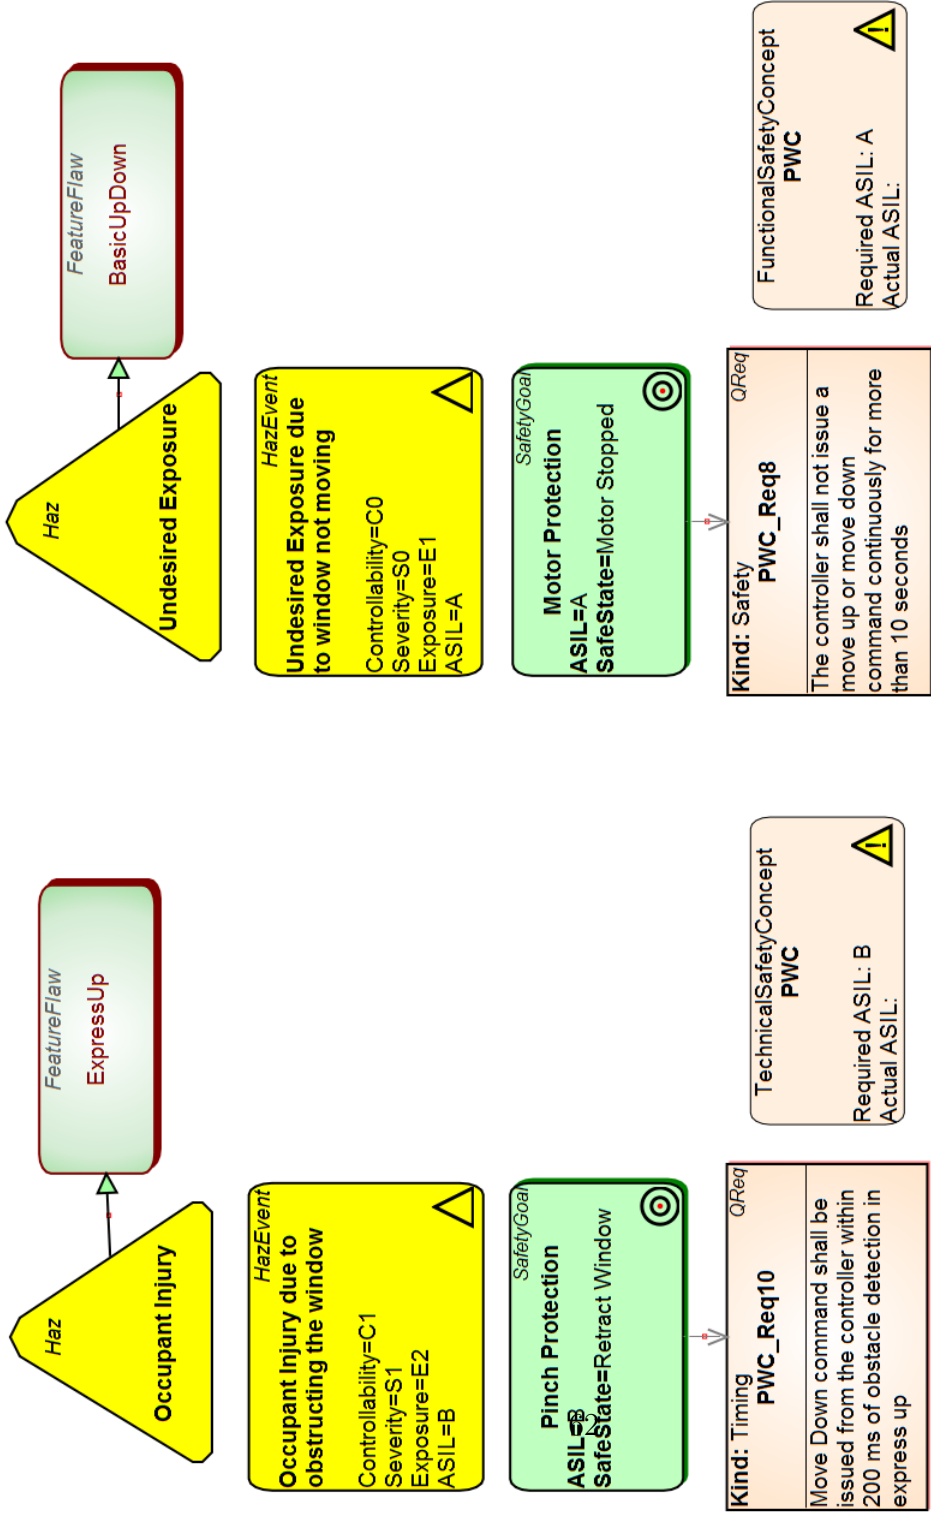 Haz
Occupant Injury
FeatureFlaw
ExpressUp
HazEvent
Occupant Injury due to
obstructing the window
Controllability=C1
Severity=S1
Exposure=E2
ASIL=B
SafetyGoal
Pinch Protection
ASIL=
SafeState=Retract Window
Kind: Timing
QReq
PWC_Req10
Move Down command shall be
issued from the controller within
200 ms of obstacle detection in
express up
TechnicalSafetyConcept
PWC
Required ASIL: B
Actual ASIL:
Haz
Undesired Exposure
FeatureFlaw
BasicUpDown
HazEvent
Undesired Exposure due
to window not moving
Controllability=C0
Severity=S0
Exposure=E1
ASIL=A
SafetyGoal
Motor Protection
ASIL=A
SafeState=Motor Stopped
Kind: Safety
QReq
PWC_Req8
The controller shall not issue a
move up or move down
command continuously for more
than 10 seconds
FunctionalSafetyConcept
PWC
Required ASIL: A
Actual ASIL: